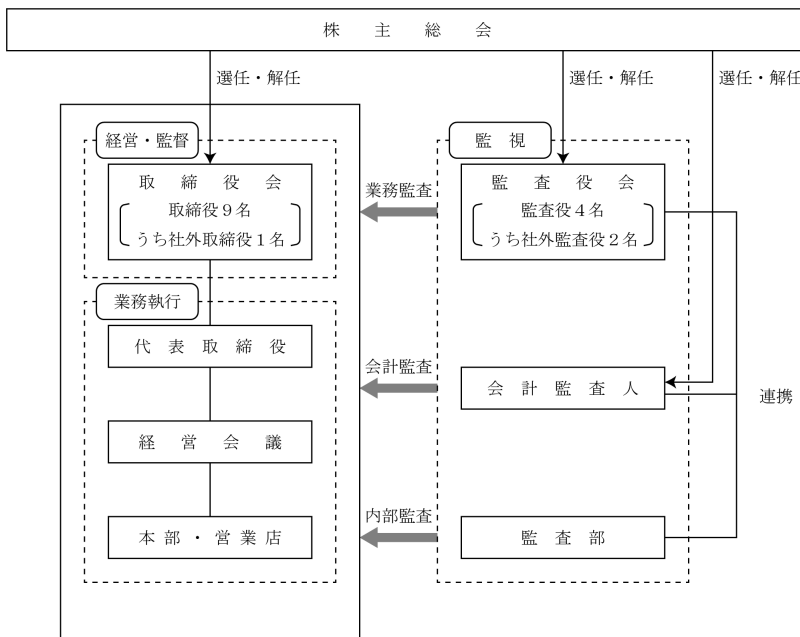 株主総会
選任・解任
選任・解任
選任・解任
経営・監督
監視
取締役会
取締役9名
うち社外取締役1名
業務監査
監査役会
監査役4名
うち社外監査役2名
業務執行
代表取締役
会計監査
会計監査人
連携
経営会議
内部監査
本部・営業店
監査部